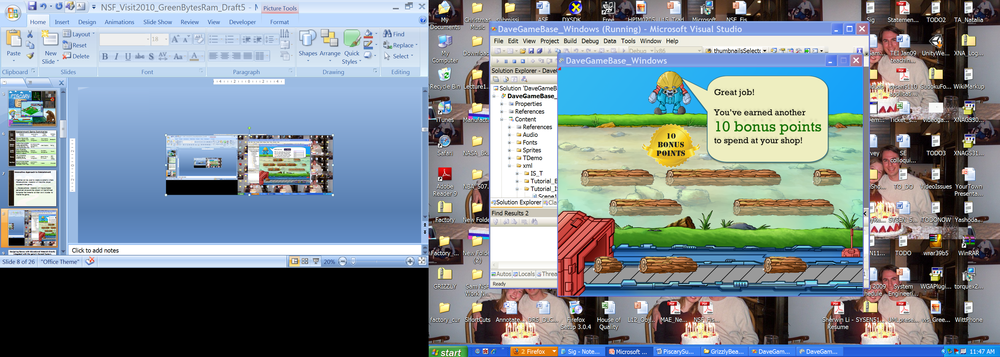 NSF_Visit2010_GreenBytesRam_Draft5 - M
Picture Tools
Home Insert Design Animations Slide Show Review View Developer Format
Paste
New
Slide
Layout
Reset
Delete
18
Shapes Arrange Quick
Styles
Find
Replace
Select
Clipboard Slides Font Paragraph Drawing Editing
5
PISCARY
6
Edutainment Game Summaries
7
Innovative Approach to Edutainment
8
9
Designing Games with Educational Material directly
integrated with the game's Reward System.
Click to add notes
Slide 8 of 26 "Office Theme" 20%
My
Documents
Christmas
Music
submissi...
ASE
DXSDK
Free
HPIM0205
L15_Trad
Microsoft
NSF_Fis
Sig
Statemen...
TODO2
TA_Natalia
My
Computer
Download
Recycle Bin
Lecture1...
iTunes
Manufact...
Safari
NASA_Bk...
Adobe
Reader 9
NBA_507...
Factory
New Folde
Factory_...
New Folde
(2)
GRIZZLY
Sam NSF
Work N...
factory_cur
ShortCuts
Annotate...
DRS_DLC...
Firefox
Setup 3.0.4
House of
Quality
L12_Obj...
MAE_Ne...
NSF_Fis...
DaveGameBase_Windows (Running) - Microsoft Visual Studio
File Edit View Project Build Debug Data Tools Window Help
Debug x86 thumbnailsSelecto
Solution Explorer - DaveG
Solution 'DaveGameB
DaveGameBase_
Properties
References
Content
References
Audio
Fonts
Sprites
TDemo
xml
IS_T
Tutorial_B
Tutorial_IS
Scene1
Solution Explorer Cla
Find Results 2
Autos Locals Threa
Ready
DaveGameBase_Windows
Great job!
You've earned another
10 bonus points
to spend at your shop!
10
BONUS
POINTS
TEI Jan09
teachin...
UnityWe...
XNA_Log...
sysen5110
applicati...
SudokuFo...
WikiMarkup
Ticket_s...
videoga...
XNAGS30...
SE
colloqui...
TODO3
XNAGS31...
TO_DO
VideoIssues
YourTown
Presenta...
SYSEN_5...
TODONOW
Yashoda...
TODO
wrar39b5
WinRAR
2009
hedule
System
Engineeri...
WGAPlugi...
torquex2...
Sherwin Li -
Resume
SYSEN51...
UMLprese...
ws_Gree...
WittPhone
start
2 Firefox
Sig - Note...
Microsoft ...
PiscarySu...
GrizzlyBea...
DaveGam...
DaveGam...
11:47 AM